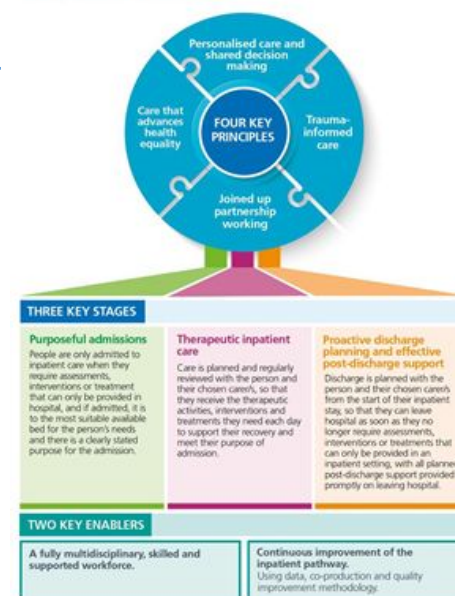 Personalised care and
shared decision
making
Care that
advances
health
equality
FOUR KEY
PRINCIPLES
Trauma-
informed
care
Joined up
partnership
working
THREE KEY STAGES
Purposeful admissions
People are only admitted to
inpatient care when they
require assessments,
interventions or treatment
that can only be provided in
hospital, and if admitted, it is
to the most suitable available
bed for the person's needs
and there is a clearly stated
purpose for the admission.
Therapeutic inpatient
care
Care is planned and regularly
reviewed with the person and
their chosen carer/s, so that
they receive the therapeutic
activities, interventions and
treatments they need each day
to support their recovery and
meet their purpose of
admission.
Proactive discharge
planning and effective
post-discharge support
Discharge is planned with the
person and their chosen carer/s
from the start of their inpatient
stay, so that they can leave
hospital as soon as they no
longer require assessments,
interventions or treatments that
can only be provided in an
inpatient setting, with all planned
post-discharge support provided
promptly on leaving hospital.
TWO KEY ENABLERS
A fully multidisciplinary, skilled and
supported workforce.
Continuous improvement of the
inpatient pathway.
Using data, co-production and quality
improvement methodology.